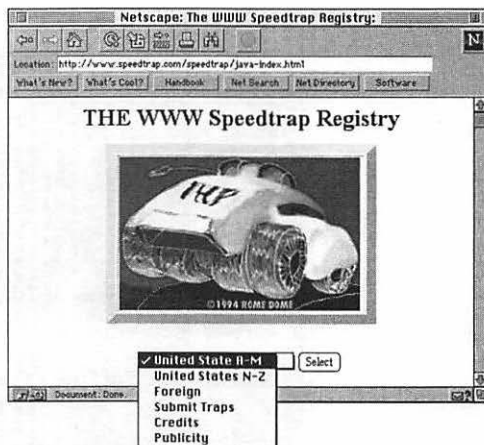 Netscape: The WWW Speedtrap Registry:
N
Location: http://www.speedtrap.com/speedtrap/java-index.html
What's New? What's Cool? Handbook Net Search Net Directory Software
THE WWW Speedtrap Registry
©1994 ROME DOME
✓ United State A-M Select
United States N-Z
Foreign
Submit Traps
Credits
Publicity
Document: Done.